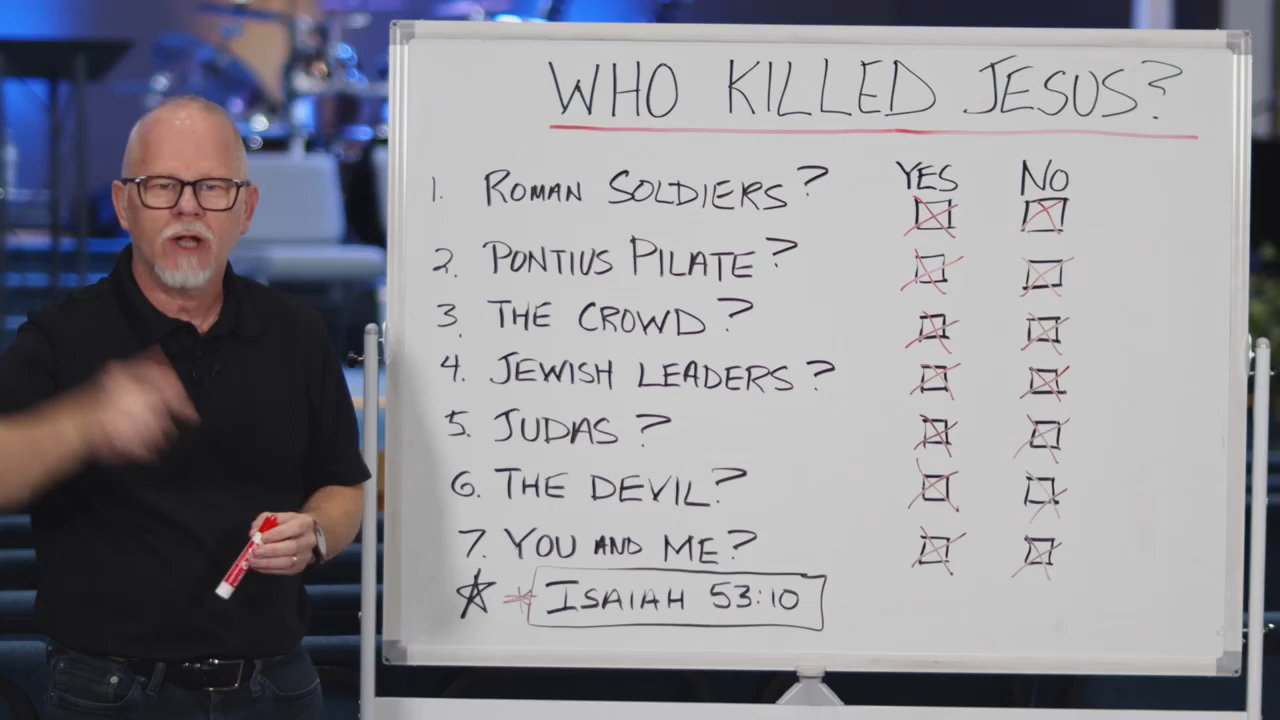 WHO KILLED JESUS?
YES NO
1. ROMAN SOLDIERS?
2. PONTIUS PILATE?
3. THE CROWD?
4. JEWISH LEADERS?
5. JUDAS?
6. THE DEVIL?
7. YOU AND ME?
ISAIAH 53:10